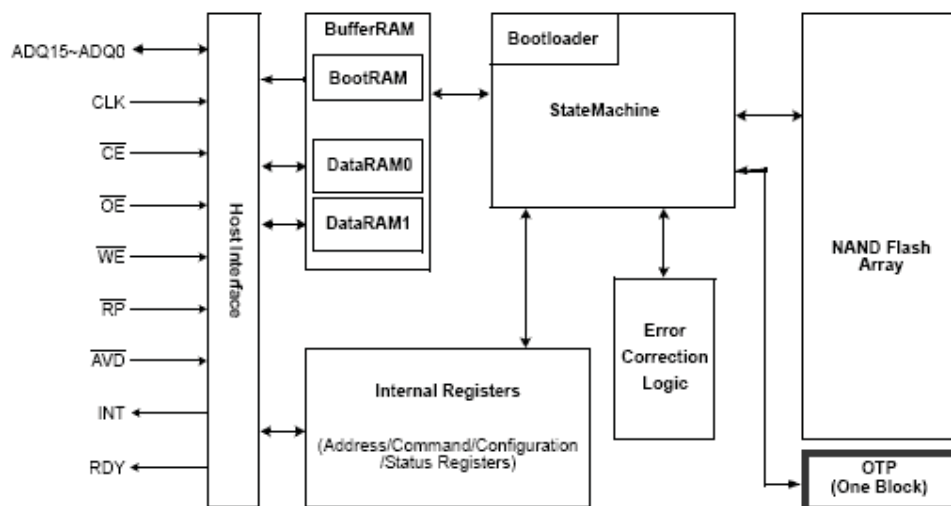 ADQ15~ADQ0
CLK
CE
OE
WE
RP
AVD
INT
RDY
Host Interface
BufferRAM
BootRAM
DataRAM0
DataRAM1
Bootloader
StateMachine
Internal Registers
(Address/Command/Configuration
/Status Registers)
Error
Correction
Logic
NAND Flash
Array
OTP
(One Block)